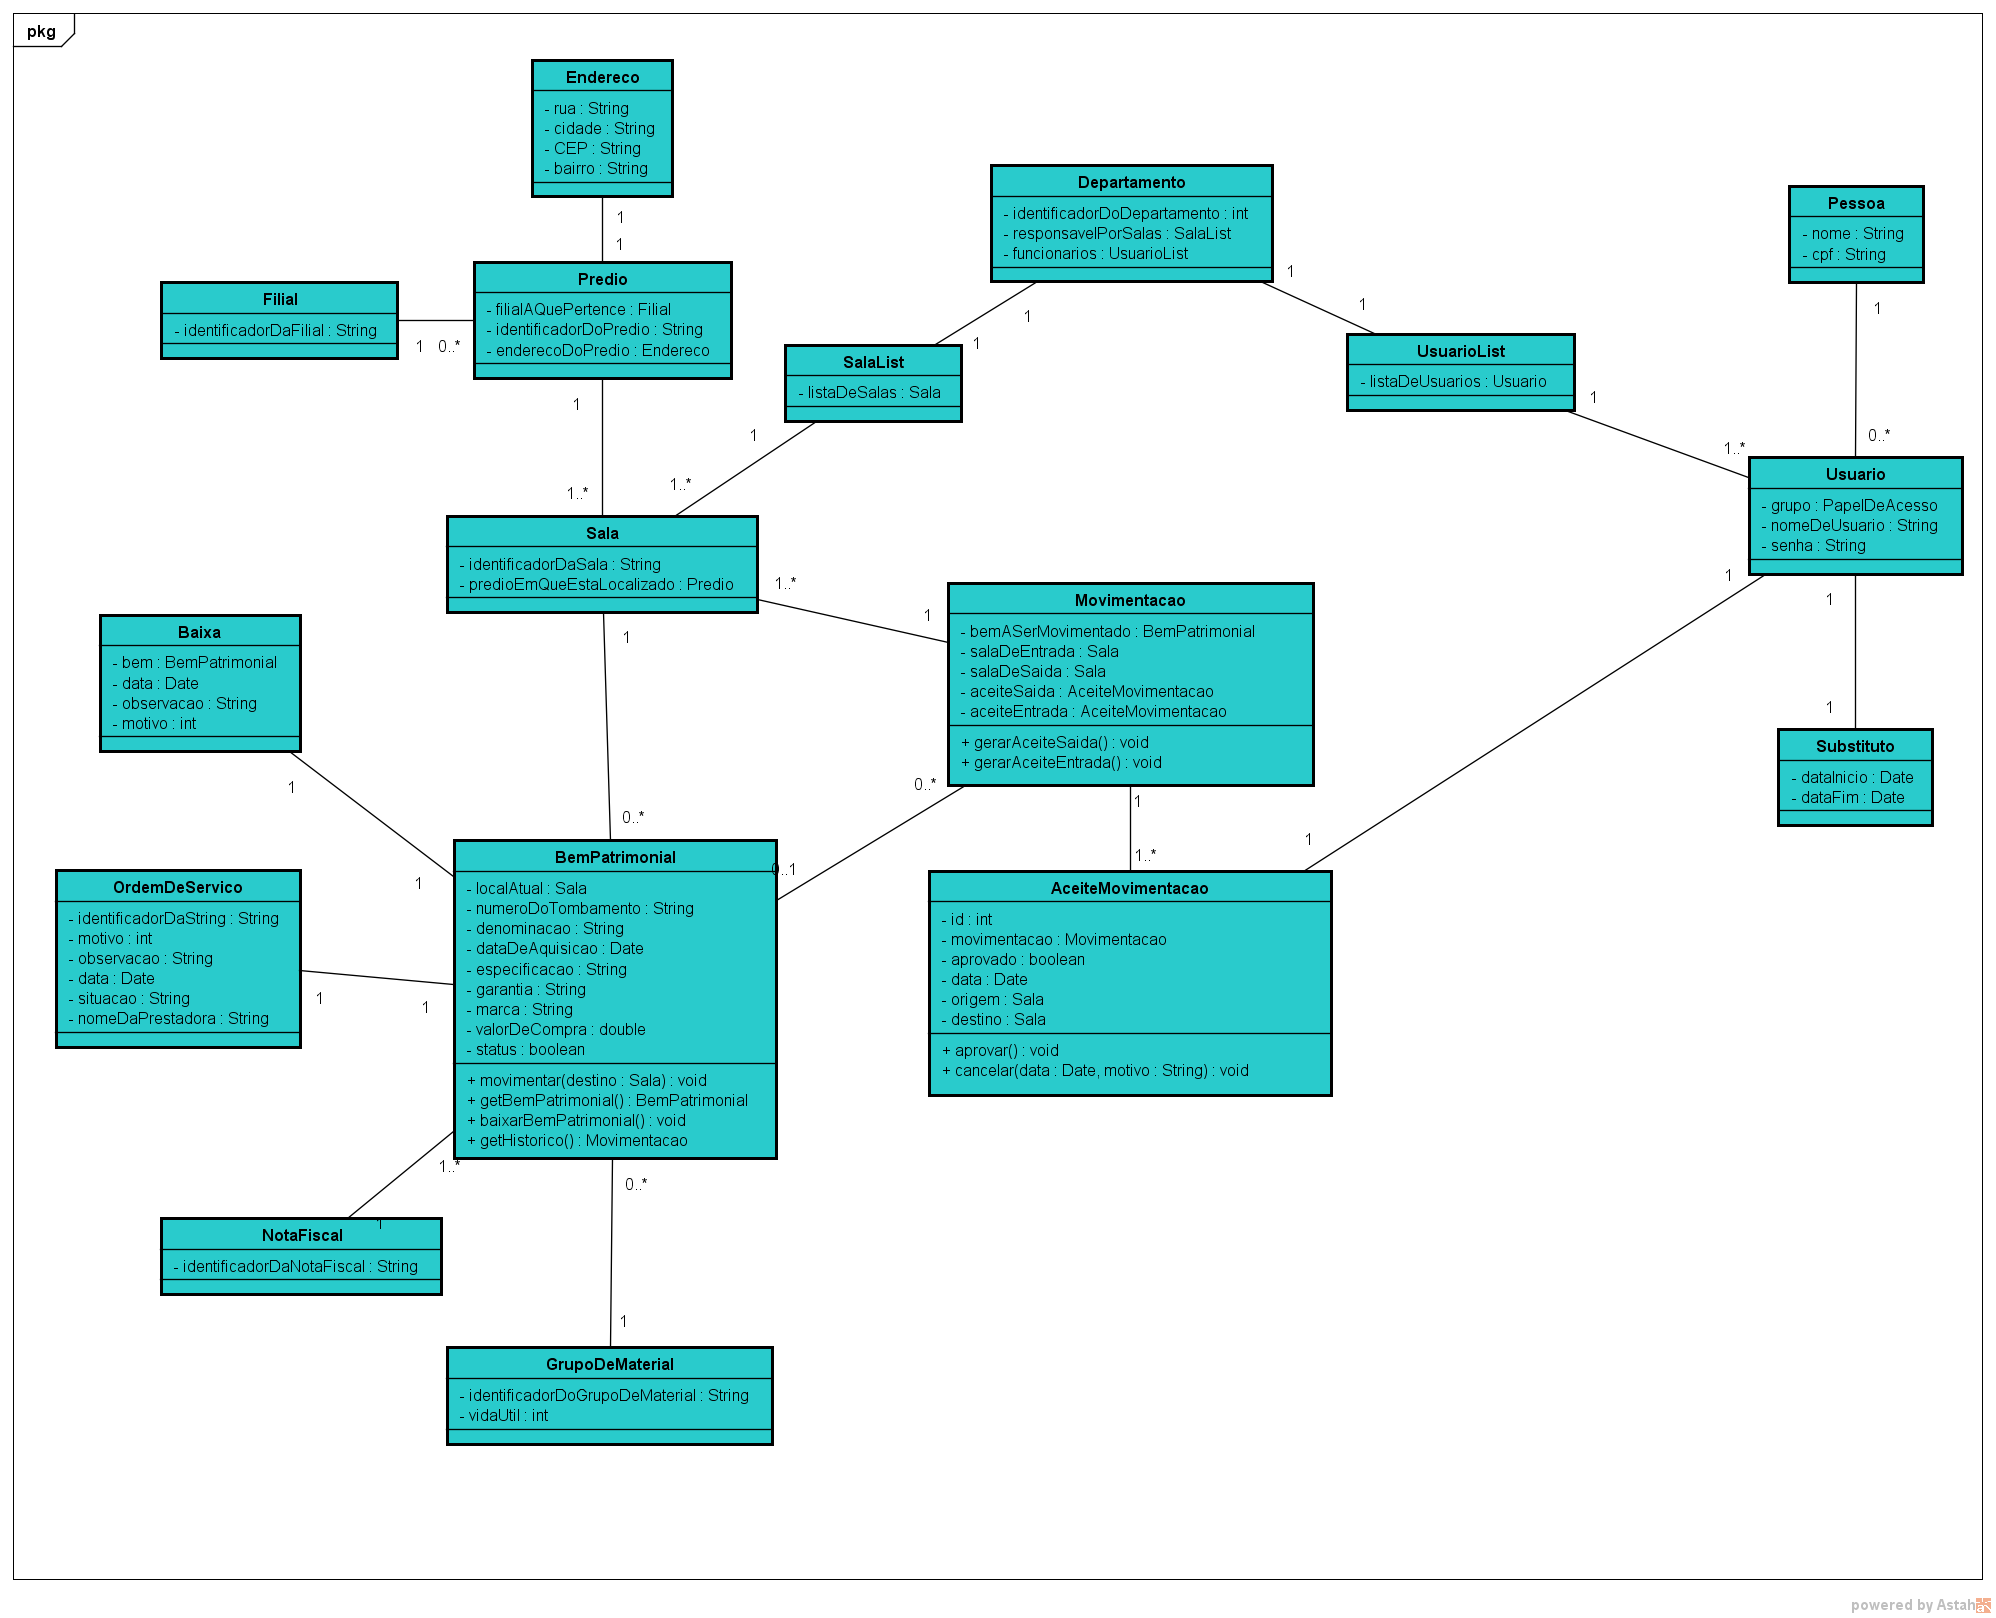 pkg
Endereco
- rua : String
- cidade : String
- CEP : String
- bairro : String
1
1
Departamento
- identificadorDoDepartamento : int
- responsavelPorSalas : SalaList
- funcionarios : UsuarioList
1
1
1
1
Pessoa
- nome : String
- cpf : String
1
0..*
Filial
- identificadorDaFilial : String
1
0..*
Predio
- filialAQuePertence : Filial
- identificadorDoPredio : String
- enderecoDoPredio : Endereco
1
1..*
SalaList
- listaDeSalas : Sala
1
1..*
UsuarioList
- listaDeUsuarios : Usuario
1
1..*
Usuario
- grupo : PapelDeAcesso
- nomeDeUsuario : String
- senha : String
1
1
1
1
Sala
- identificadorDaSala : String
- predioEmQueEstaLocalizado : Predio
1..*
1
1
0..*
Movimentacao
- bemASerMovimentado : BemPatrimonial
- salaDeEntrada : Sala
- salaDeSaida : Sala
- aceiteSaida : AceiteMovimentacao
- aceiteEntrada : AceiteMovimentacao
+ gerarAceiteSaida() : void
+ gerarAceiteEntrada() : void
0..*
0..1
1
1..*
Baixa
- bem : BemPatrimonial
- data : Date
- observacao : String
- motivo : int
1
1
Substituto
- dataInicio : Date
- dataFim : Date
BemPatrimonial
- localAtual : Sala
- numeroDoTombamento : String
- denominacao : String
- dataDeAquisicao : Date
- especificacao : String
- garantia : String
- marca : String
- valorDeCompra : double
- status : boolean
+ movimentar(destino : Sala) : void
+ getBemPatrimonial() : BemPatrimonial
+ baixarBemPatrimonial() : void
+ getHistorico() : Movimentacao
OrdemDeServico
- identificadorDaString : String
- motivo : int
- observacao : String
- data : Date
- situacao : String
- nomeDaPrestadora : String
1
1
AceiteMovimentacao
- id : int
- movimentacao : Movimentacao
- aprovado : boolean
- data : Date
- origem : Sala
- destino : Sala
+ aprovar() : void
+ cancelar(data : Date, motivo : String) : void
1..*
1
0..*
1
NotaFiscal
- identificadorDaNotaFiscal : String
GrupoDeMaterial
- identificadorDoGrupoDeMaterial : String
- vidaUtil : int
powered by Astah